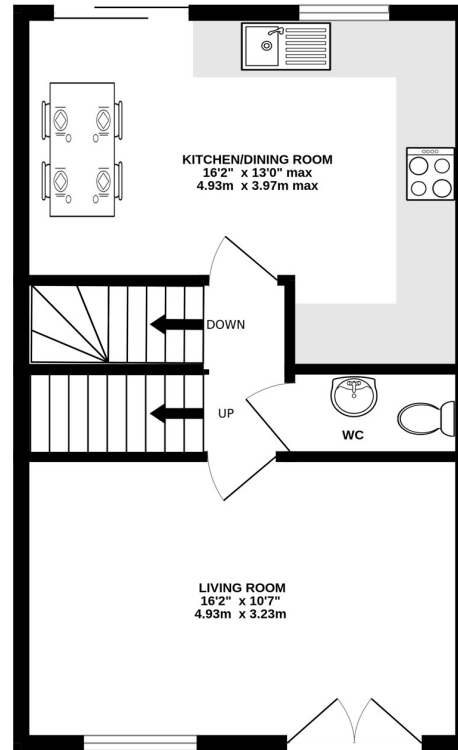 KITCHEN/DINING ROOM
16'2" x 13'0" max
4.93m x 3.97m max
DOWN
UP
WC
LIVING ROOM
16'2" x 10'7"
4.93m x 3.23m